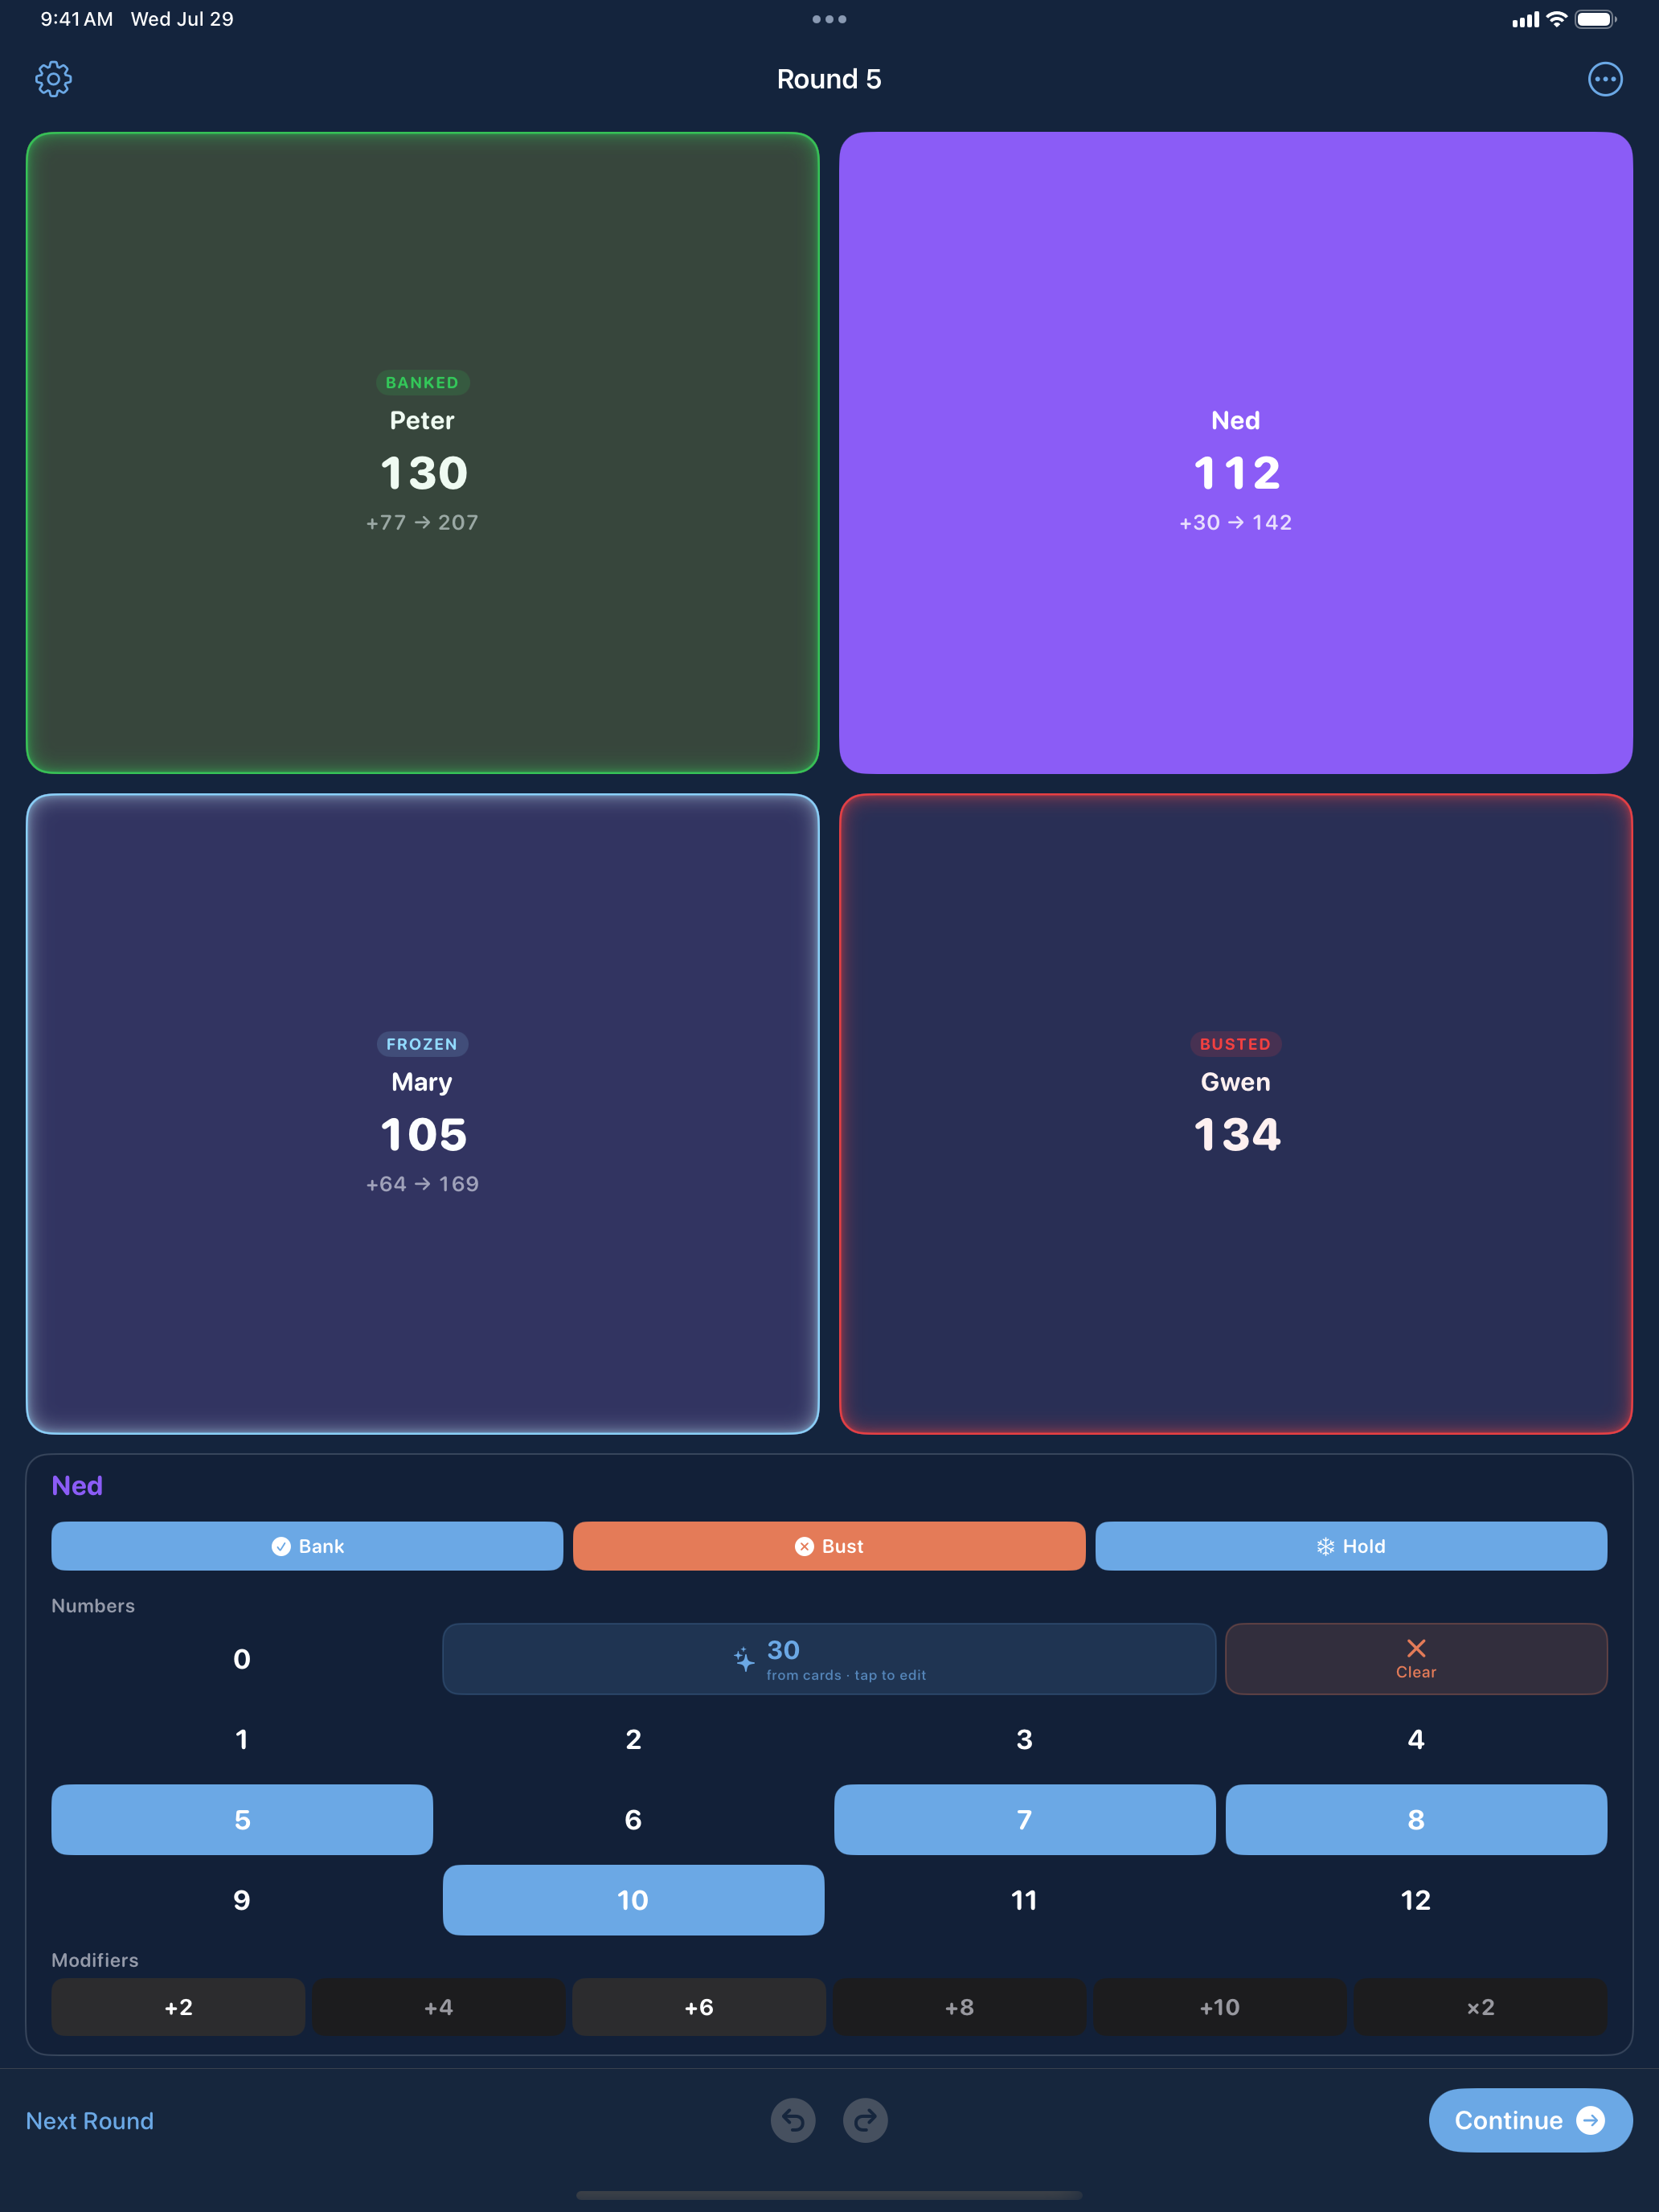 9:41 AM Wed Jul 29
Round 5
BANKED
Peter
130
+77 → 207
Ned
112
+30 → 142
FROZEN
Mary
105
+64 → 169
BUSTED
Gwen
134
Ned
Bank
Bust
Hold
Numbers
0
30
from cards · tap to edit
Clear
1 2 3 4
5 6 7 8
9 10 11 12
Modifiers
+2 +4 +6 +8 +10 ×2
Next Round
Continue